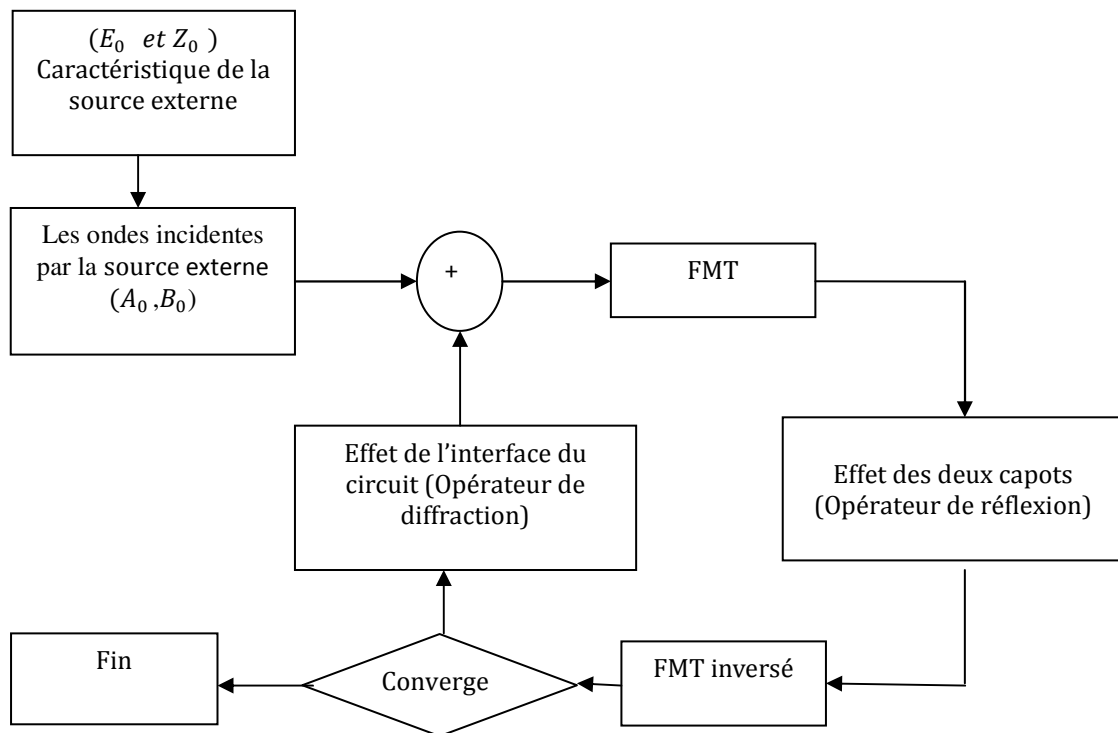 (E₀ et Z₀ )
Caractéristique de la
source externe
Les ondes incidentes
par la source externe
(A₀ ,B₀)
+
FMT
Effet de l’interface du
circuit (Opérateur de
diffraction)
Effet des deux capots
(Opérateur de réflexion)
Fin
Converge
FMT inversé